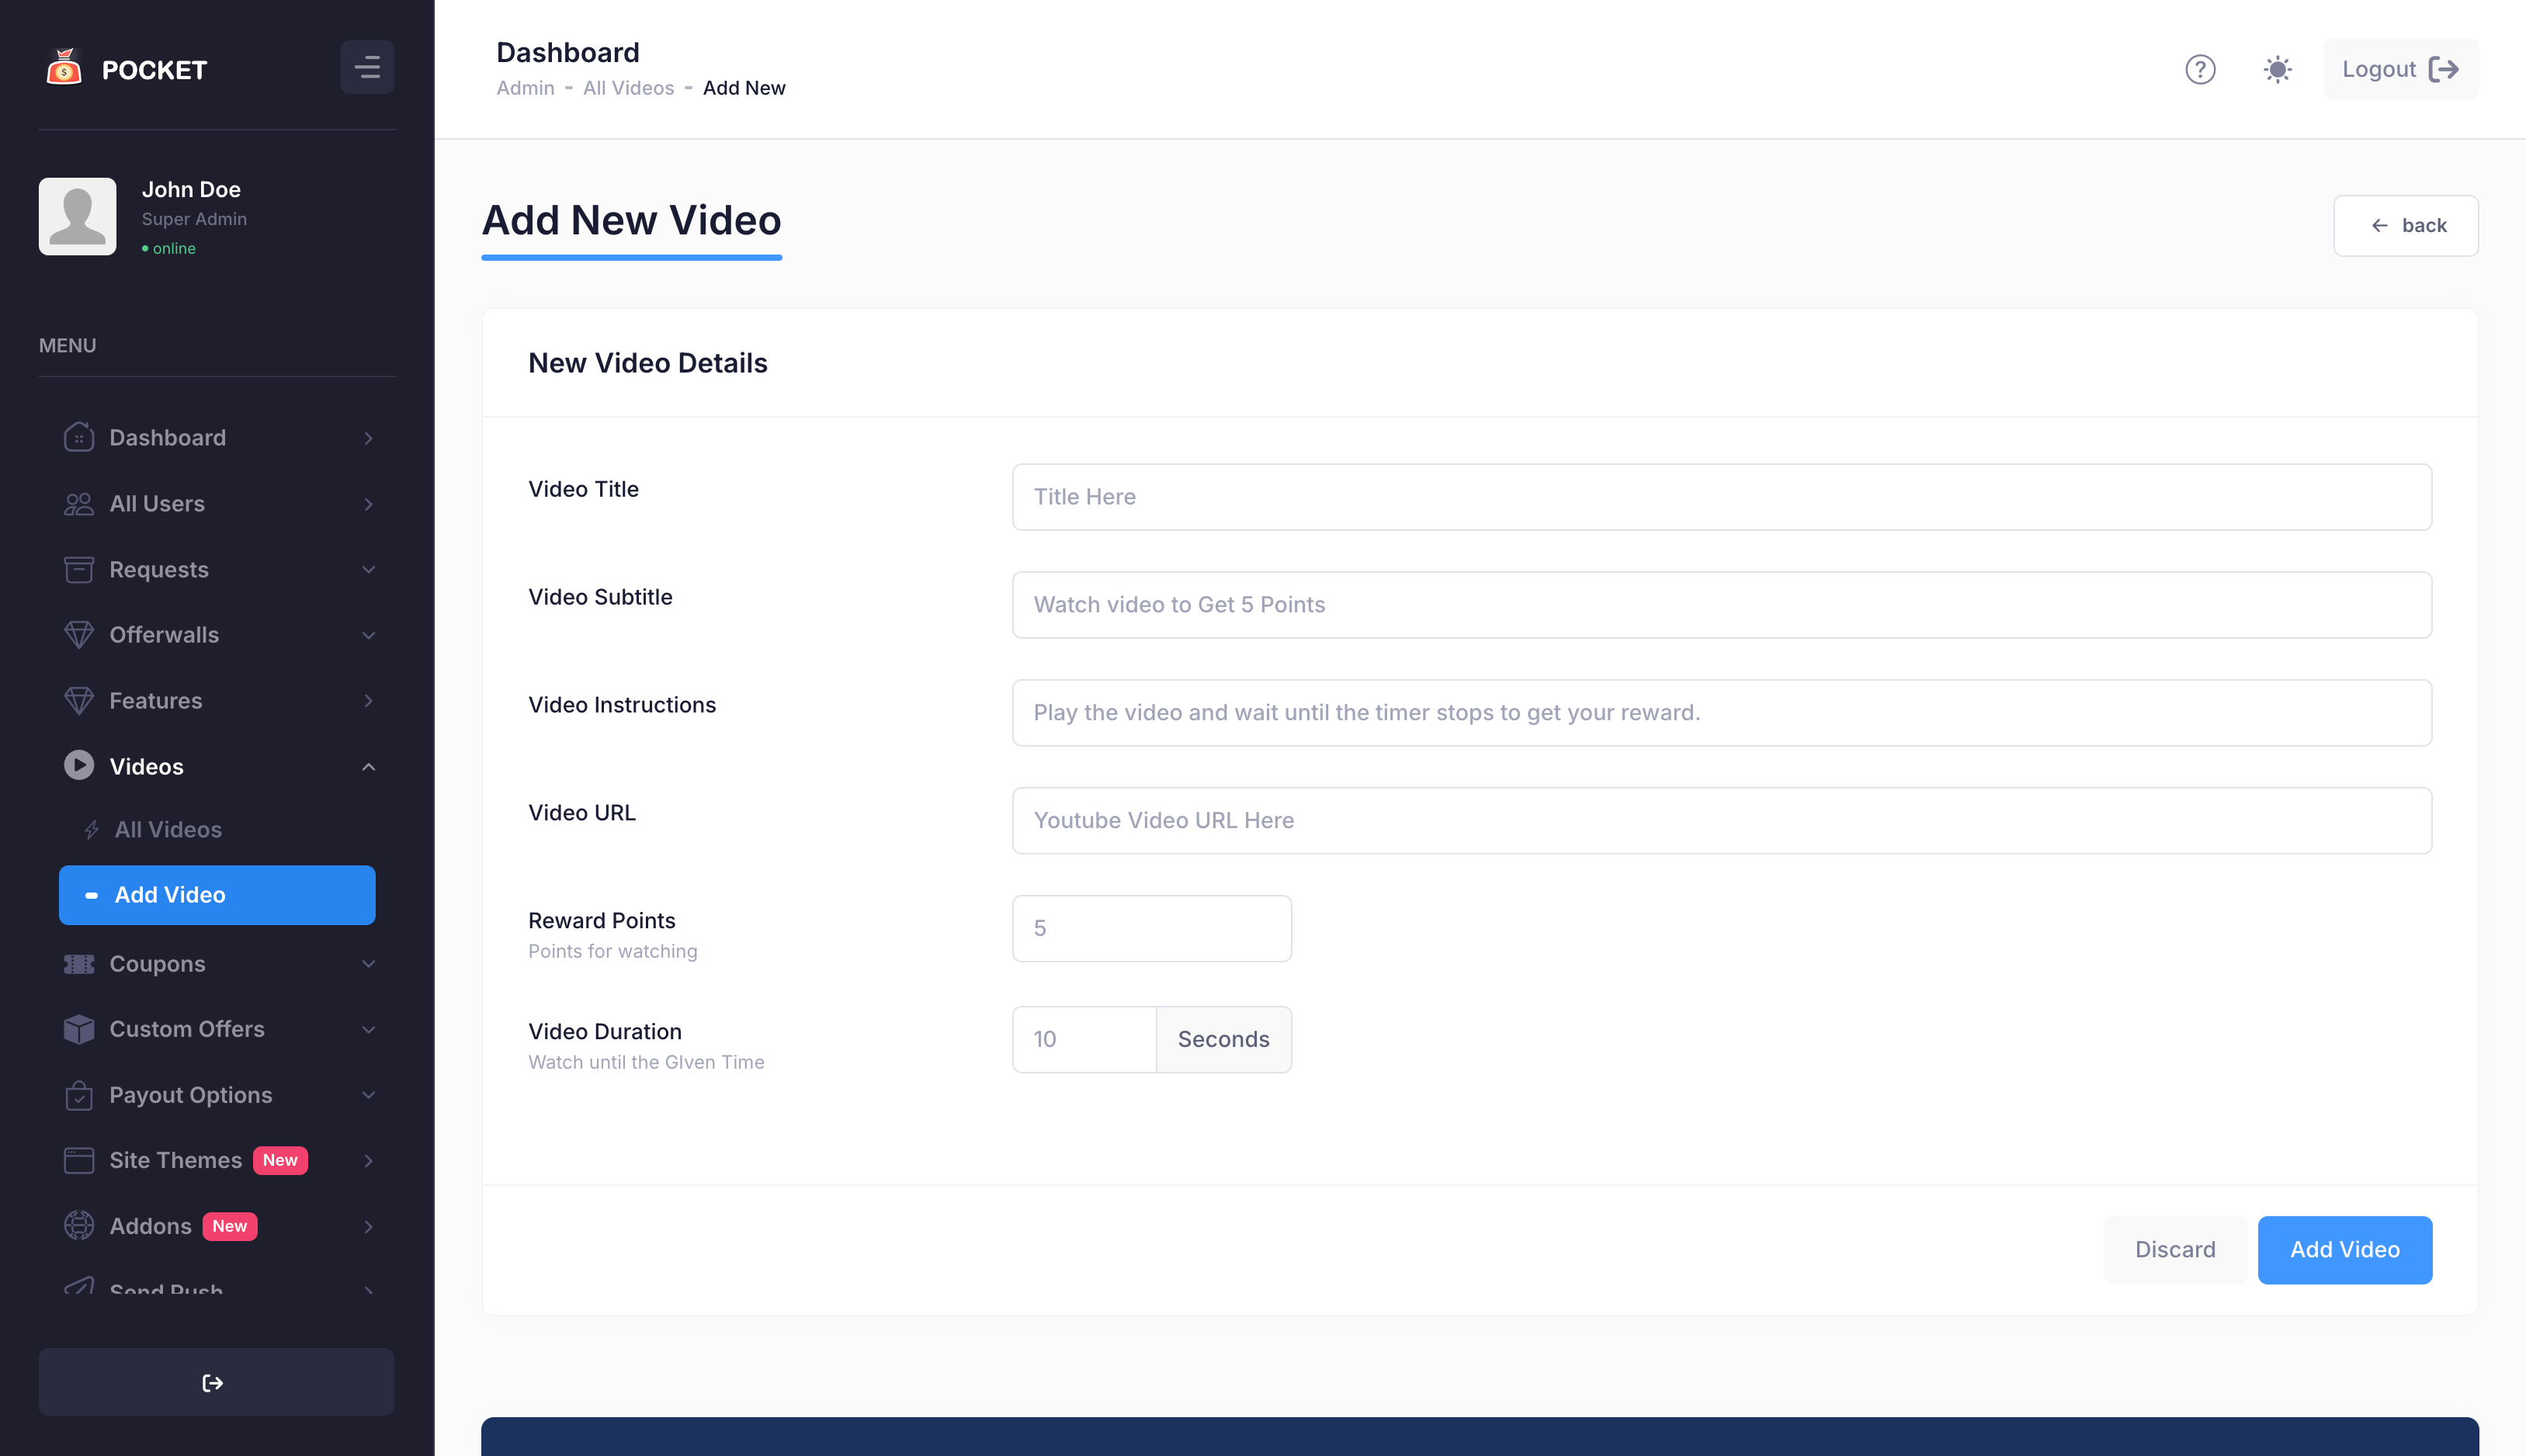 POCKET
John Doe
Super Admin
online
MENU
Dashboard
All Users
Requests
Offerwalls
Features
Videos
All Videos
Add Video
Coupons
Custom Offers
Payout Options
Site Themes New
Addons New
Send Push
Dashboard
Admin - All Videos - Add New
Logout
Add New Video
back
New Video Details
Video Title
Title Here
Video Subtitle
Watch video to Get 5 Points
Video Instructions
Play the video and wait until the timer stops to get your reward.
Video URL
Youtube Video URL Here
Reward Points
Points for watching
5
Video Duration
Watch until the GIven Time
10 Seconds
Discard
Add Video